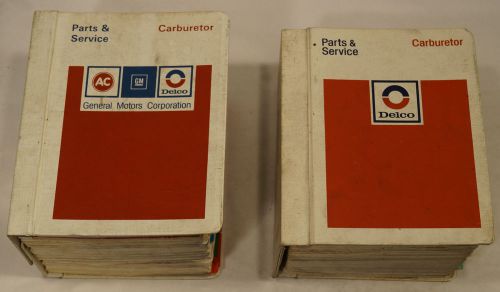 Parts &
Service
Carburetor
AC
GM
Delco
General Motors Corporation
Parts &
Service
Carburetor
Delco